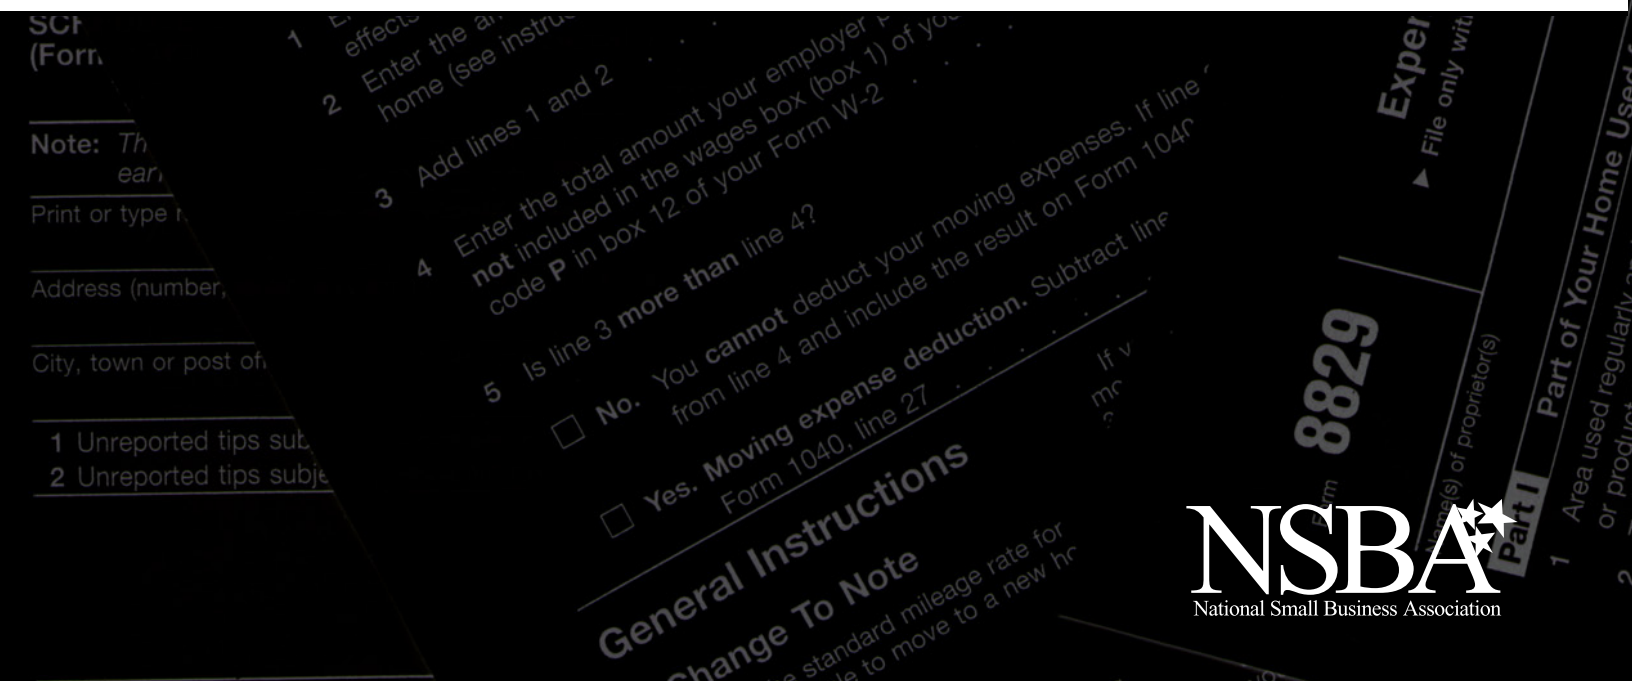 (Form
Note: Th
Print or type
Address (number,
City, town or post of
1 Unreported tips sub
2 Unreported tips subje
1
effects
2 Enter the
home (see instru
3 Add lines 1 and 2
4 Enter the total amount your employer
not included in the wages box (box 1) of you
code P in box 12 of your Form W-2
5 Is line 3 more than line 4?
No. You cannot deduct your moving expenses. If line
from line 4 and include the result on Form 1040
Yes. Moving expense deduction. Subtract line
Form 1040, line 27
General Instructions
Change To Note
standard mileage rate for
to move to a new
If
Form 8829
Exper
▲ File only wit
Name(s) of proprietor(s)
Part I Part of Your Home Used
1 Area used regularly
or product
2
NSBA
National Small Business Association